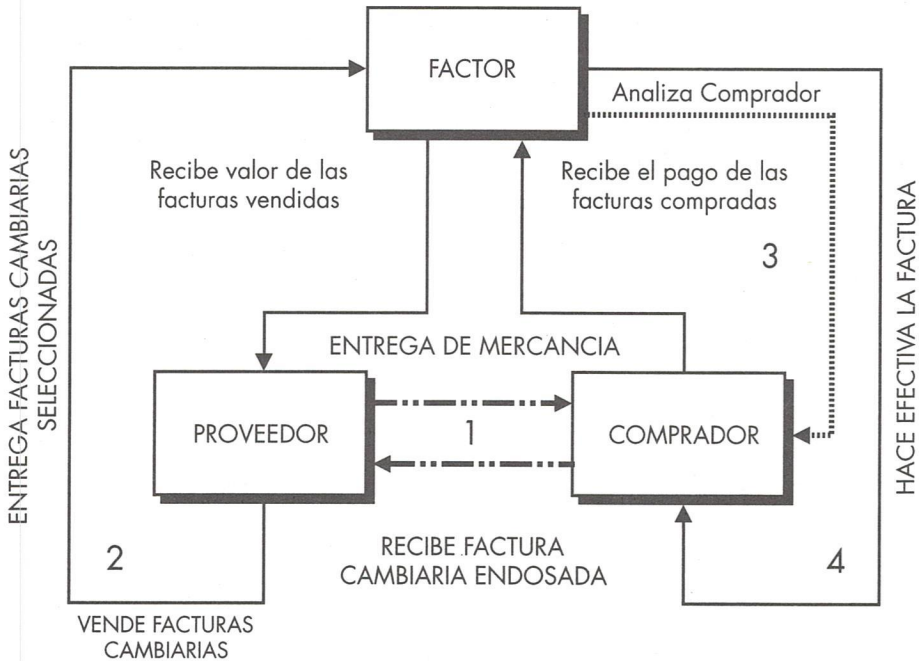 FACTOR
Analiza Comprador
Recibe valor de las
facturas vendidas
Recibe el pago de las
facturas compradas
ENTREGA FACTURAS CAMBIARIAS
SELECCIONADAS
HACE EFECTIVA LA FACTURA
3
ENTREGA DE MERCANCIA
PROVEEDOR
1
COMPRADOR
2
RECIBE FACTURA
CAMBIARIA ENDOSADA
4
VENDE FACTURAS
CAMBIARIAS